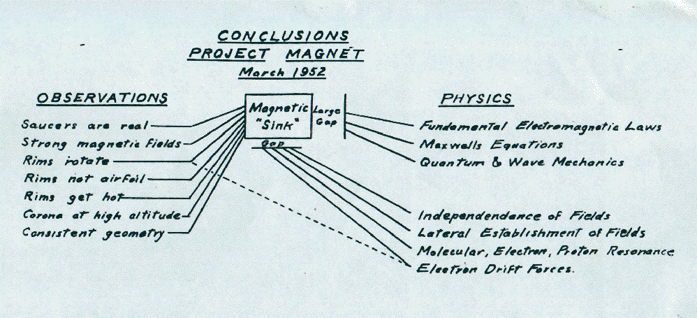 CONCLUSIONS
PROJECT MAGNET
March 1952
OBSERVATIONS
Saucers are real
Strong magnetic fields
Rims rotate
Rims not airfoil
Rims get hot
Corona at high altitude
Consistent geometry
Magnetic
"Sink"
Large
Gap
Gap
PHYSICS
Fundamental Electromagnetic Laws
Maxwells Equations
Quantum & Wave Mechanics
Independance of Fields
Lateral Establishment of Fields
Molecular, Electron, Proton Resonance
Electron Drift Forces.